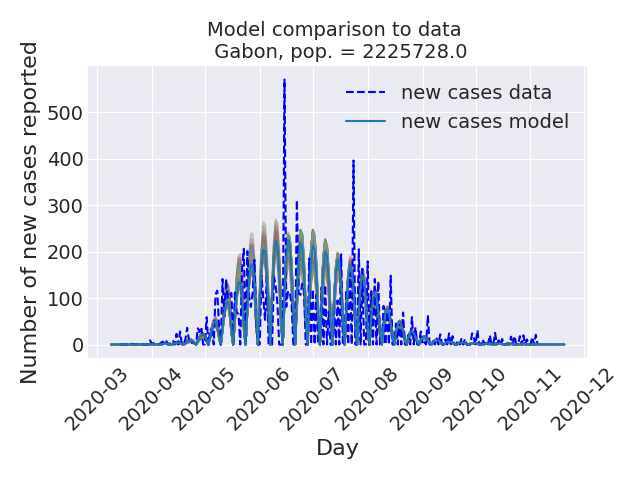 Model comparison to data
Gabon, pop. = 2225728.0
new cases data
new cases model
Number of new cases reported
500
400
300
200
100
0
2020-03
2020-04
2020-05
2020-06
2020-07
2020-08
2020-09
2020-10
2020-11
2020-12
Day